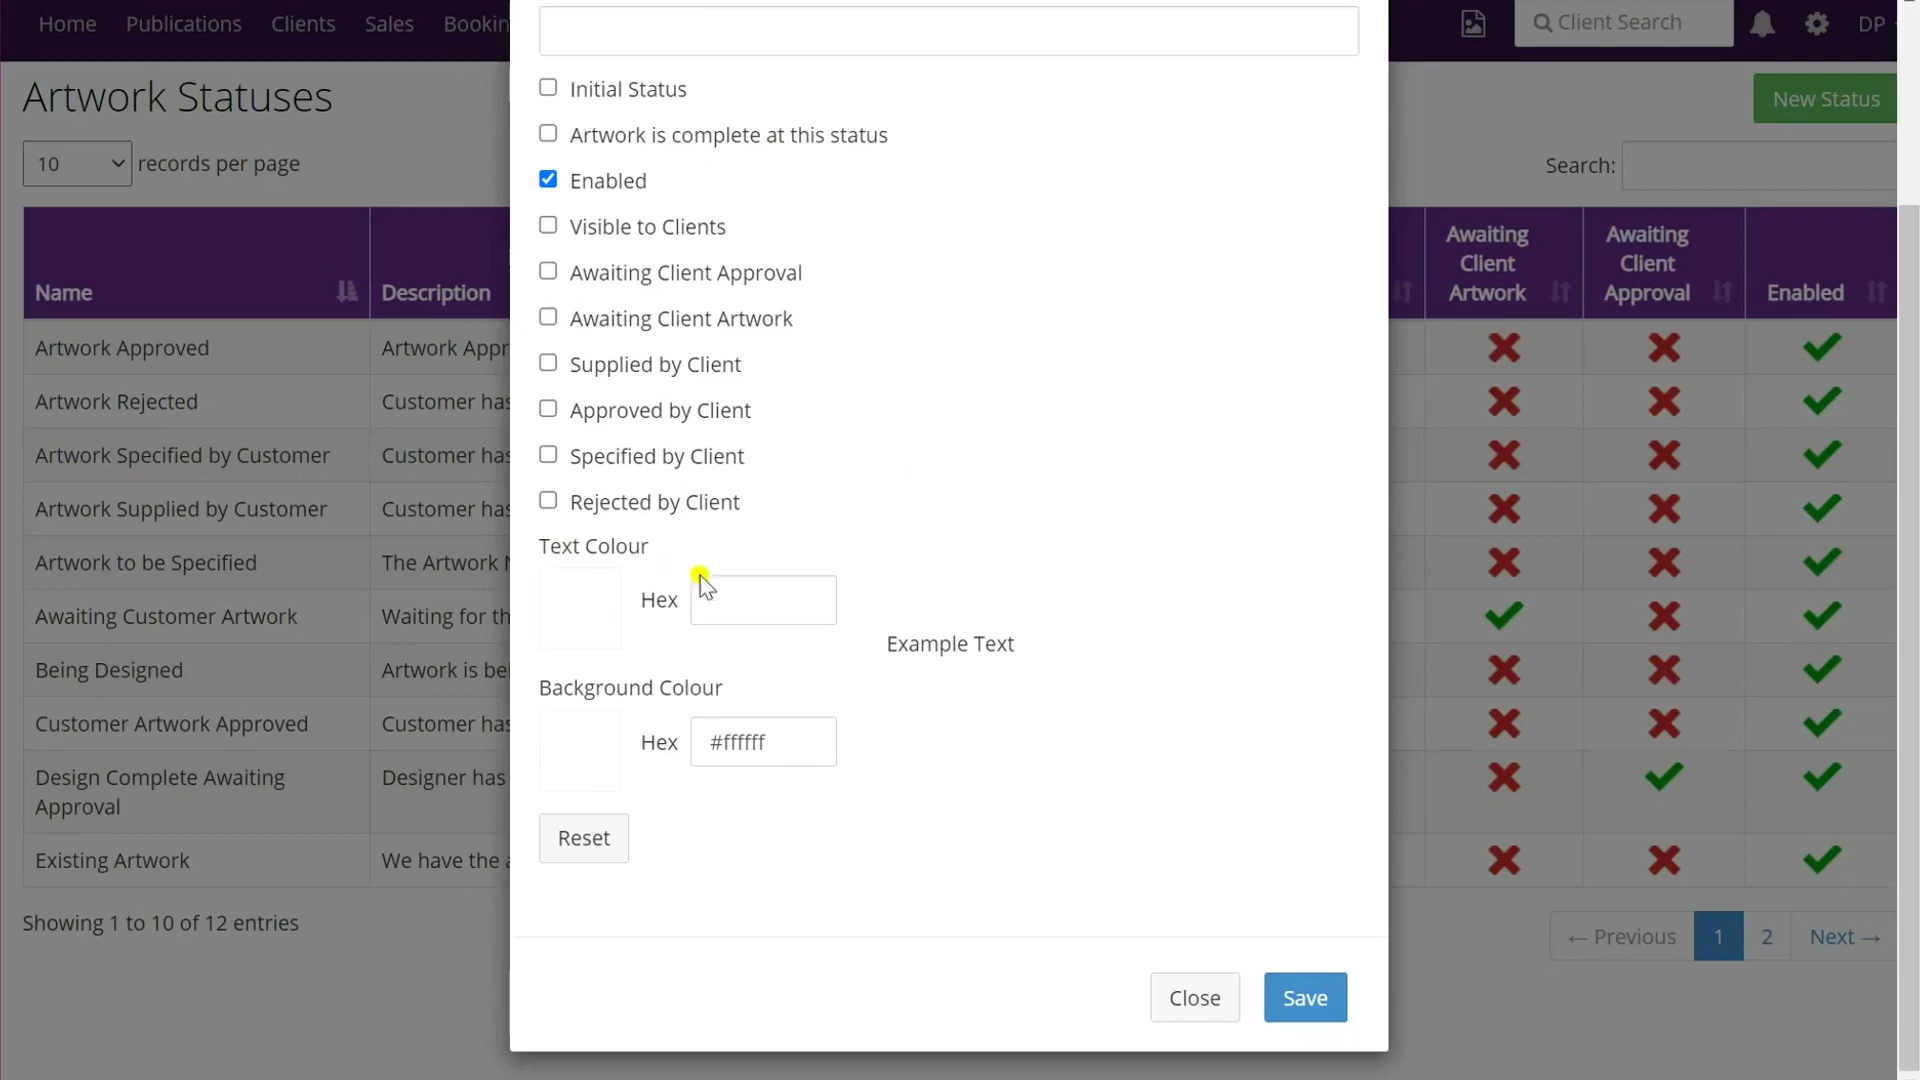 Home Publications Clients Sales Bookin
Client Search DP
Artwork Statuses
New Status
10 records per page
Search:
Name Description
Awaiting Client Artwork
Awaiting Client Approval
Enabled
Artwork Approved Artwork Appr
Artwork Rejected Customer has
Artwork Specified by Customer Customer has
Artwork Supplied by Customer Customer has
Artwork to be Specified The Artwork N
Awaiting Customer Artwork Waiting for th
Being Designed Artwork is bei
Customer Artwork Approved Customer has
Design Complete Awaiting Designer has
Approval
Existing Artwork We have the a
Showing 1 to 10 of 12 entries
← Previous 1 2 Next →
Initial Status
Artwork is complete at this status
Enabled
Visible to Clients
Awaiting Client Approval
Awaiting Client Artwork
Supplied by Client
Approved by Client
Specified by Client
Rejected by Client
Text Colour
Hex
Example Text
Background Colour
Hex #ffffff
Reset
Close Save